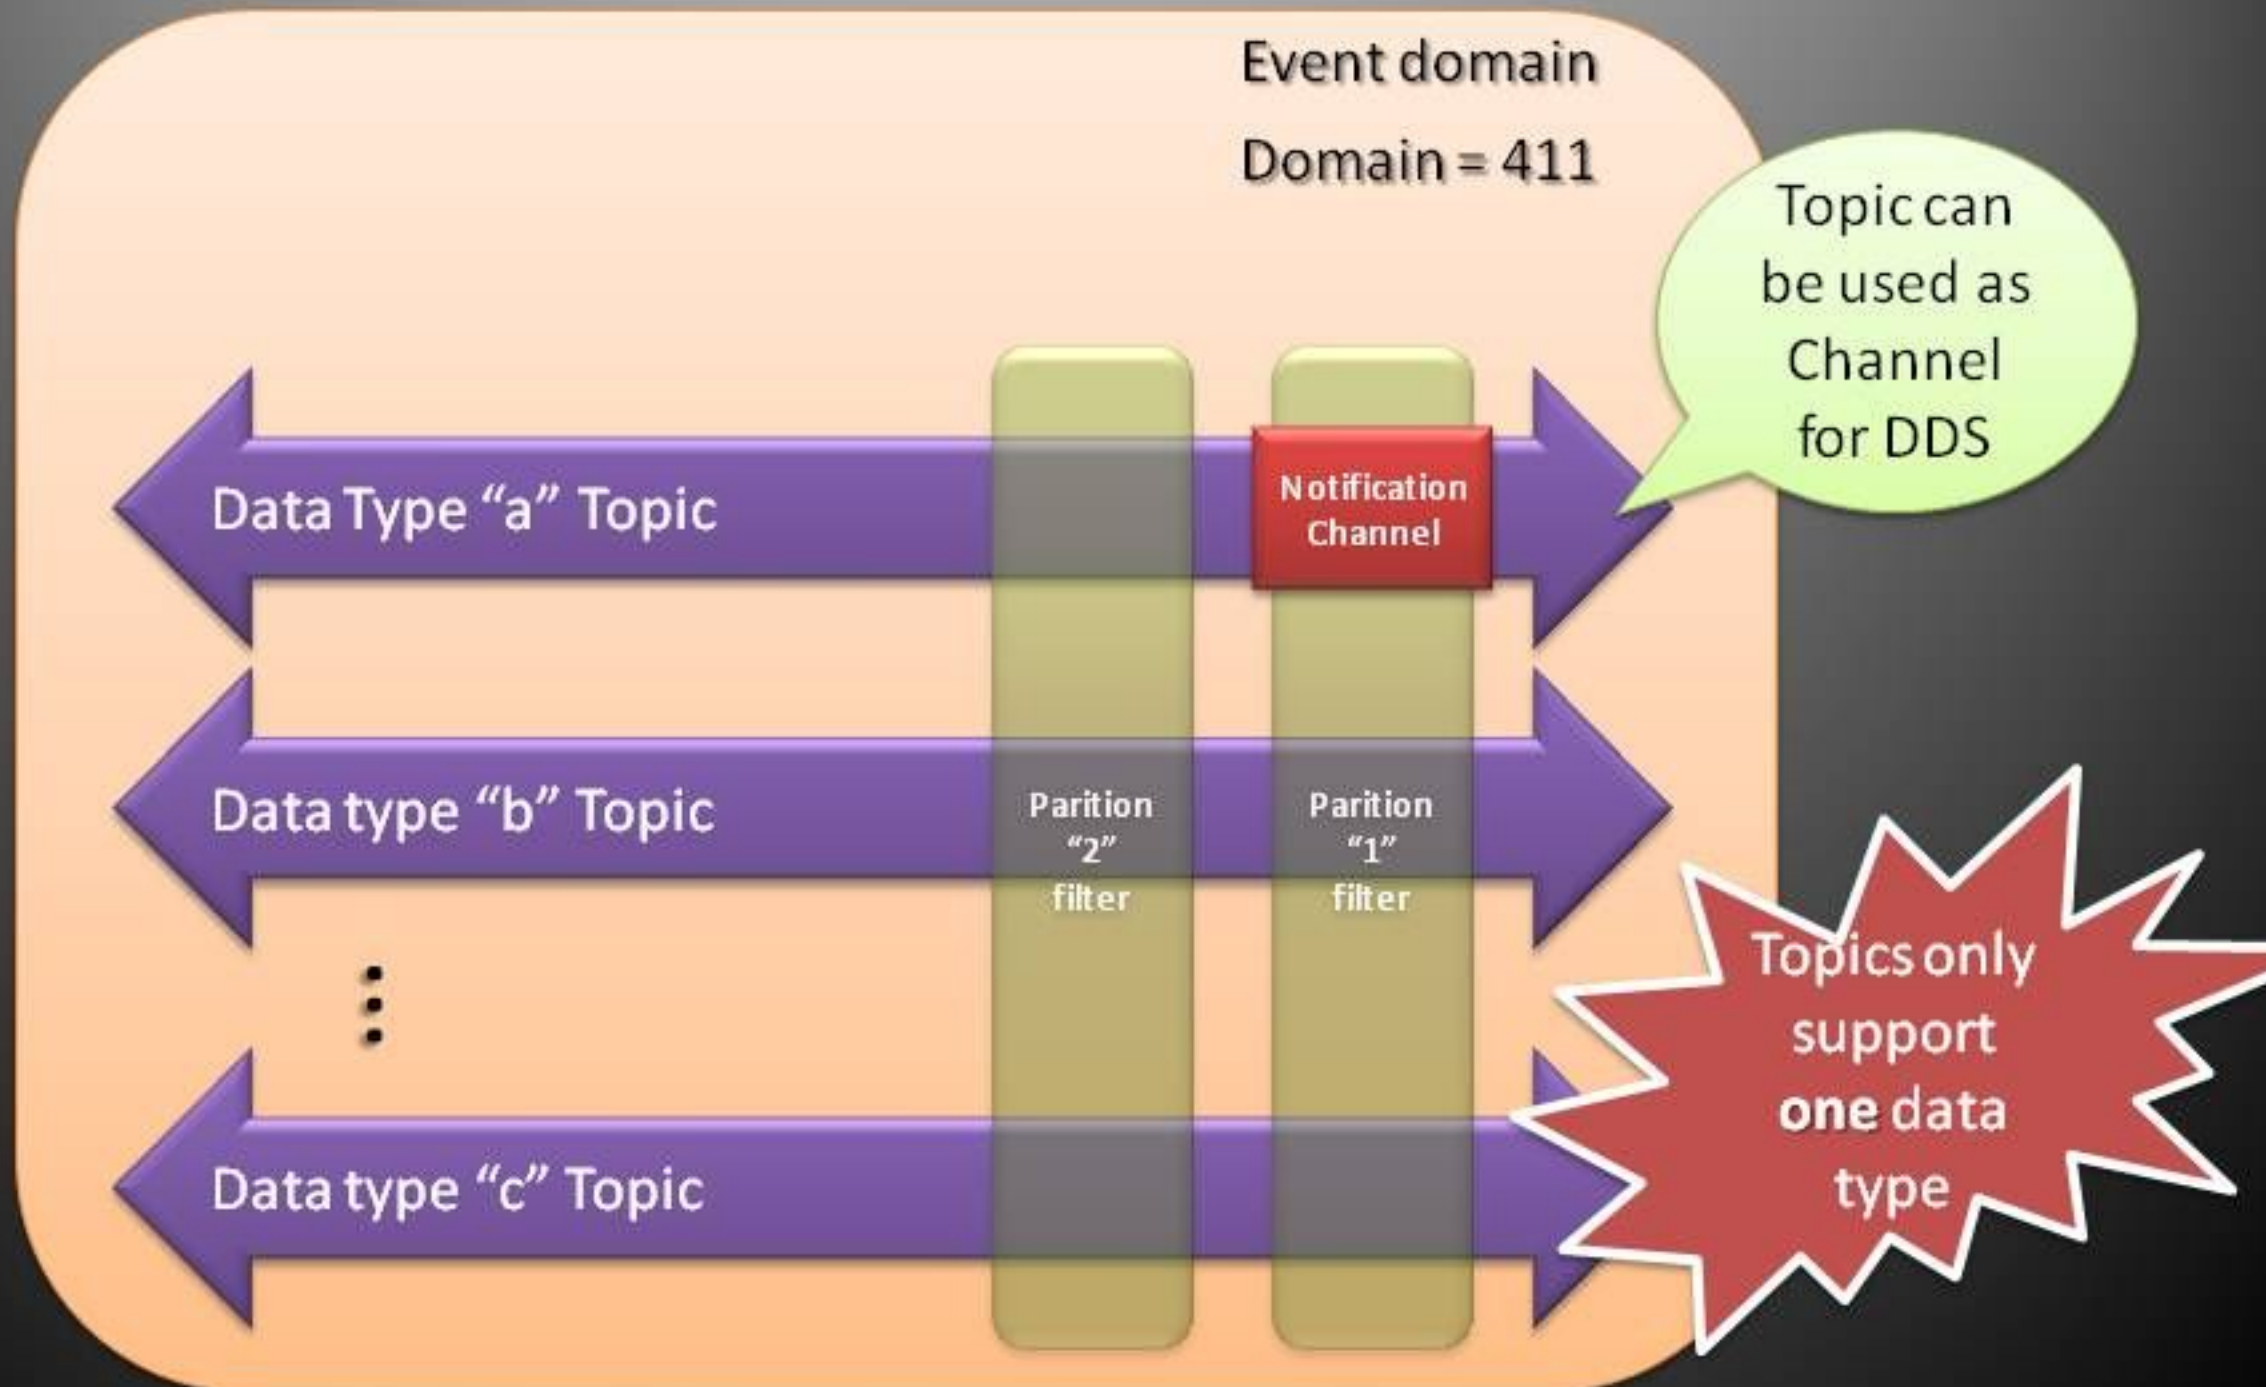 Event domain
Domain = 411
Topic can
be used as
Channel
for DDS
Data Type “a” Topic
Notification
Channel
Data type “b” Topic
Parition
“2”
filter
Parition
“1”
filter
Data type “c” Topic
Topics only
support
one data
type